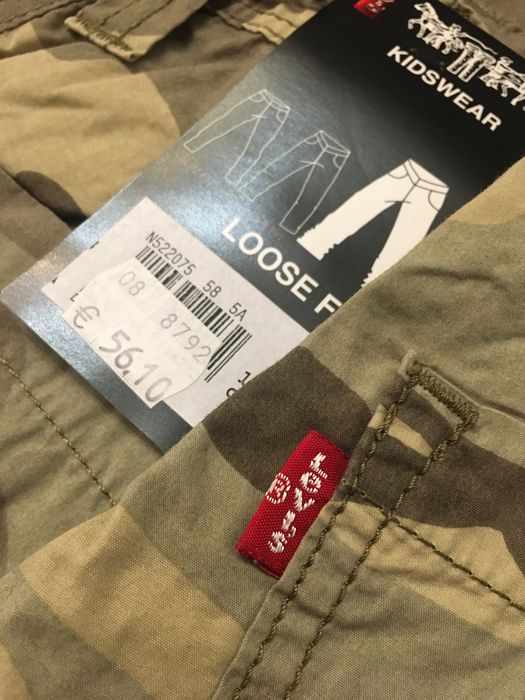 KIDSWEAR
LOOSE F
N522075 58 5A
08 8792
€ 56.10
LEVI'S
®